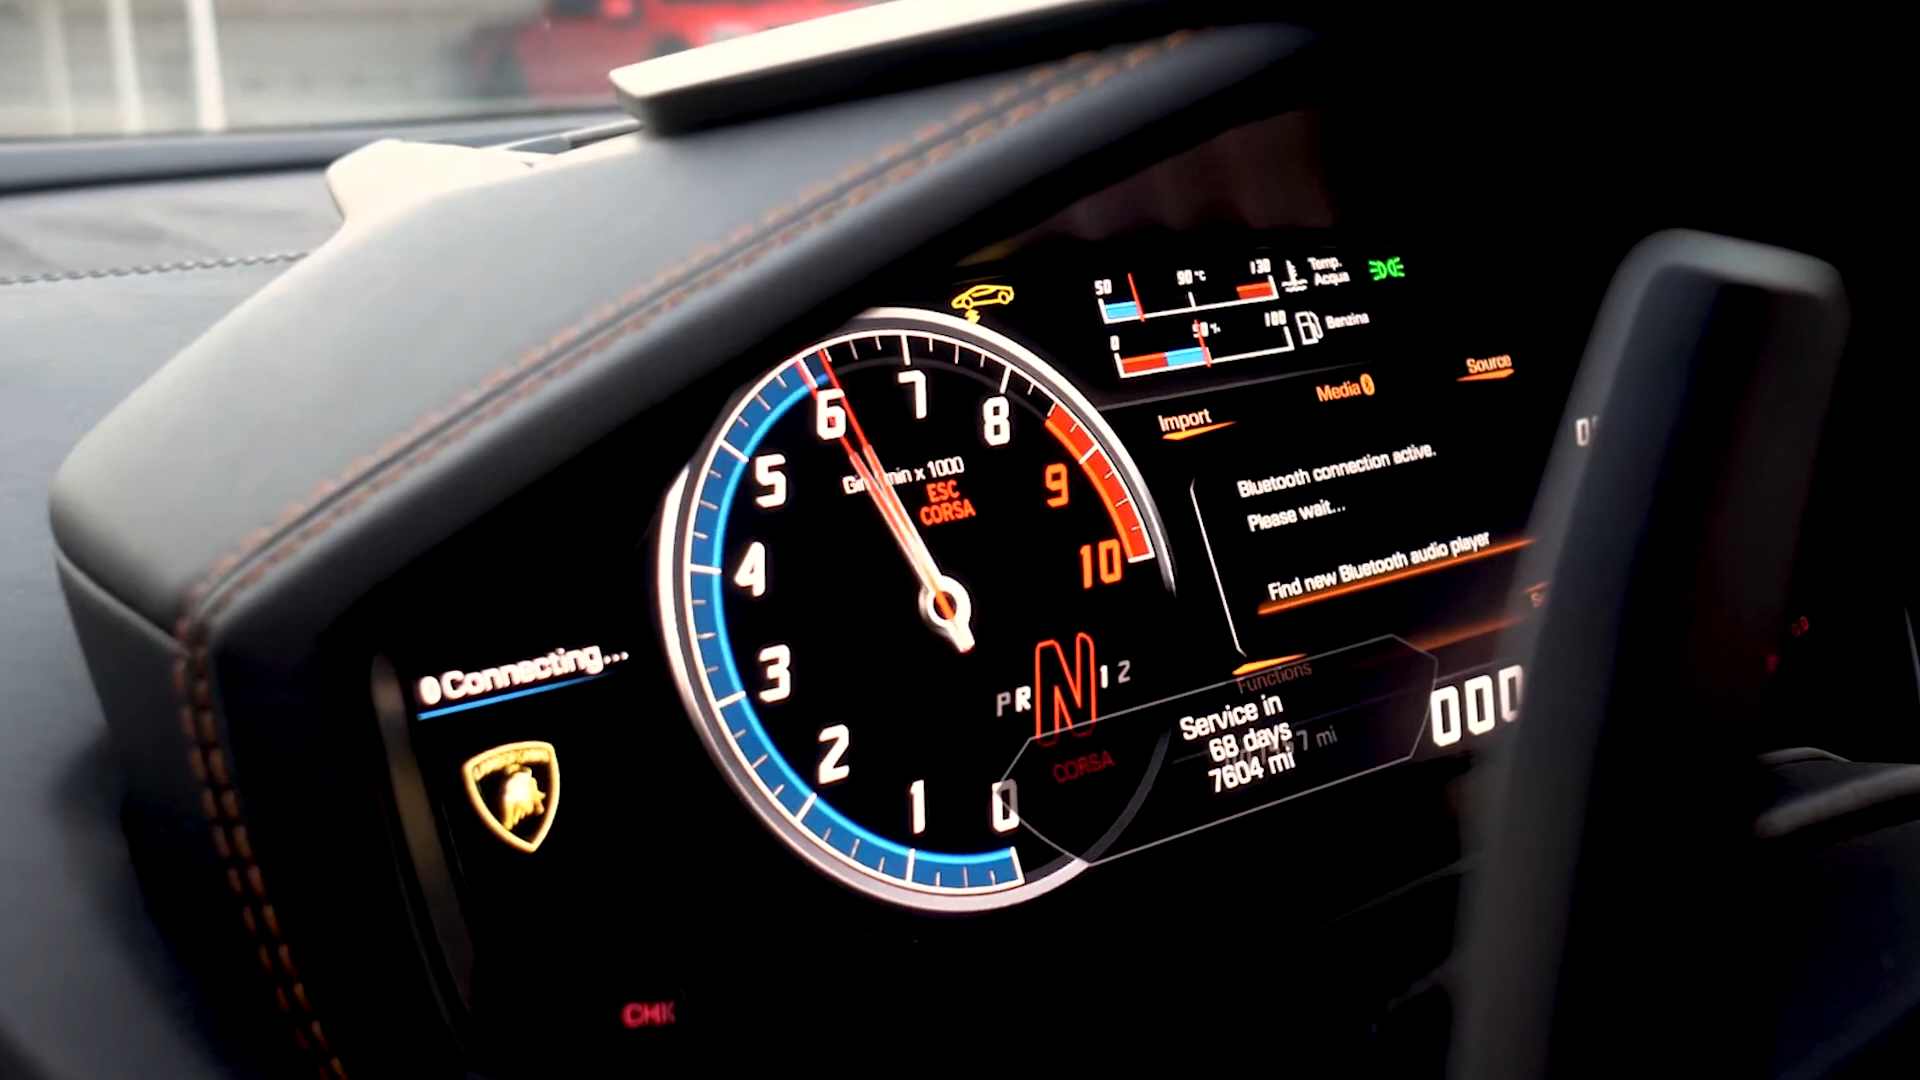 50 90 °C 130 Temp. Acqua
0 50 % 100 Benzina
Import Media Source
Bluetooth connection active.
Please wait...
Find new Bluetooth audio player
Functions
Connecting...
0 1 2 3 4 5 6 7 8 9 10
x 1000
ESC
CORSA
P R N 1 2
CORSA
Service in
68 days
7604 mi
mi
000
CHK